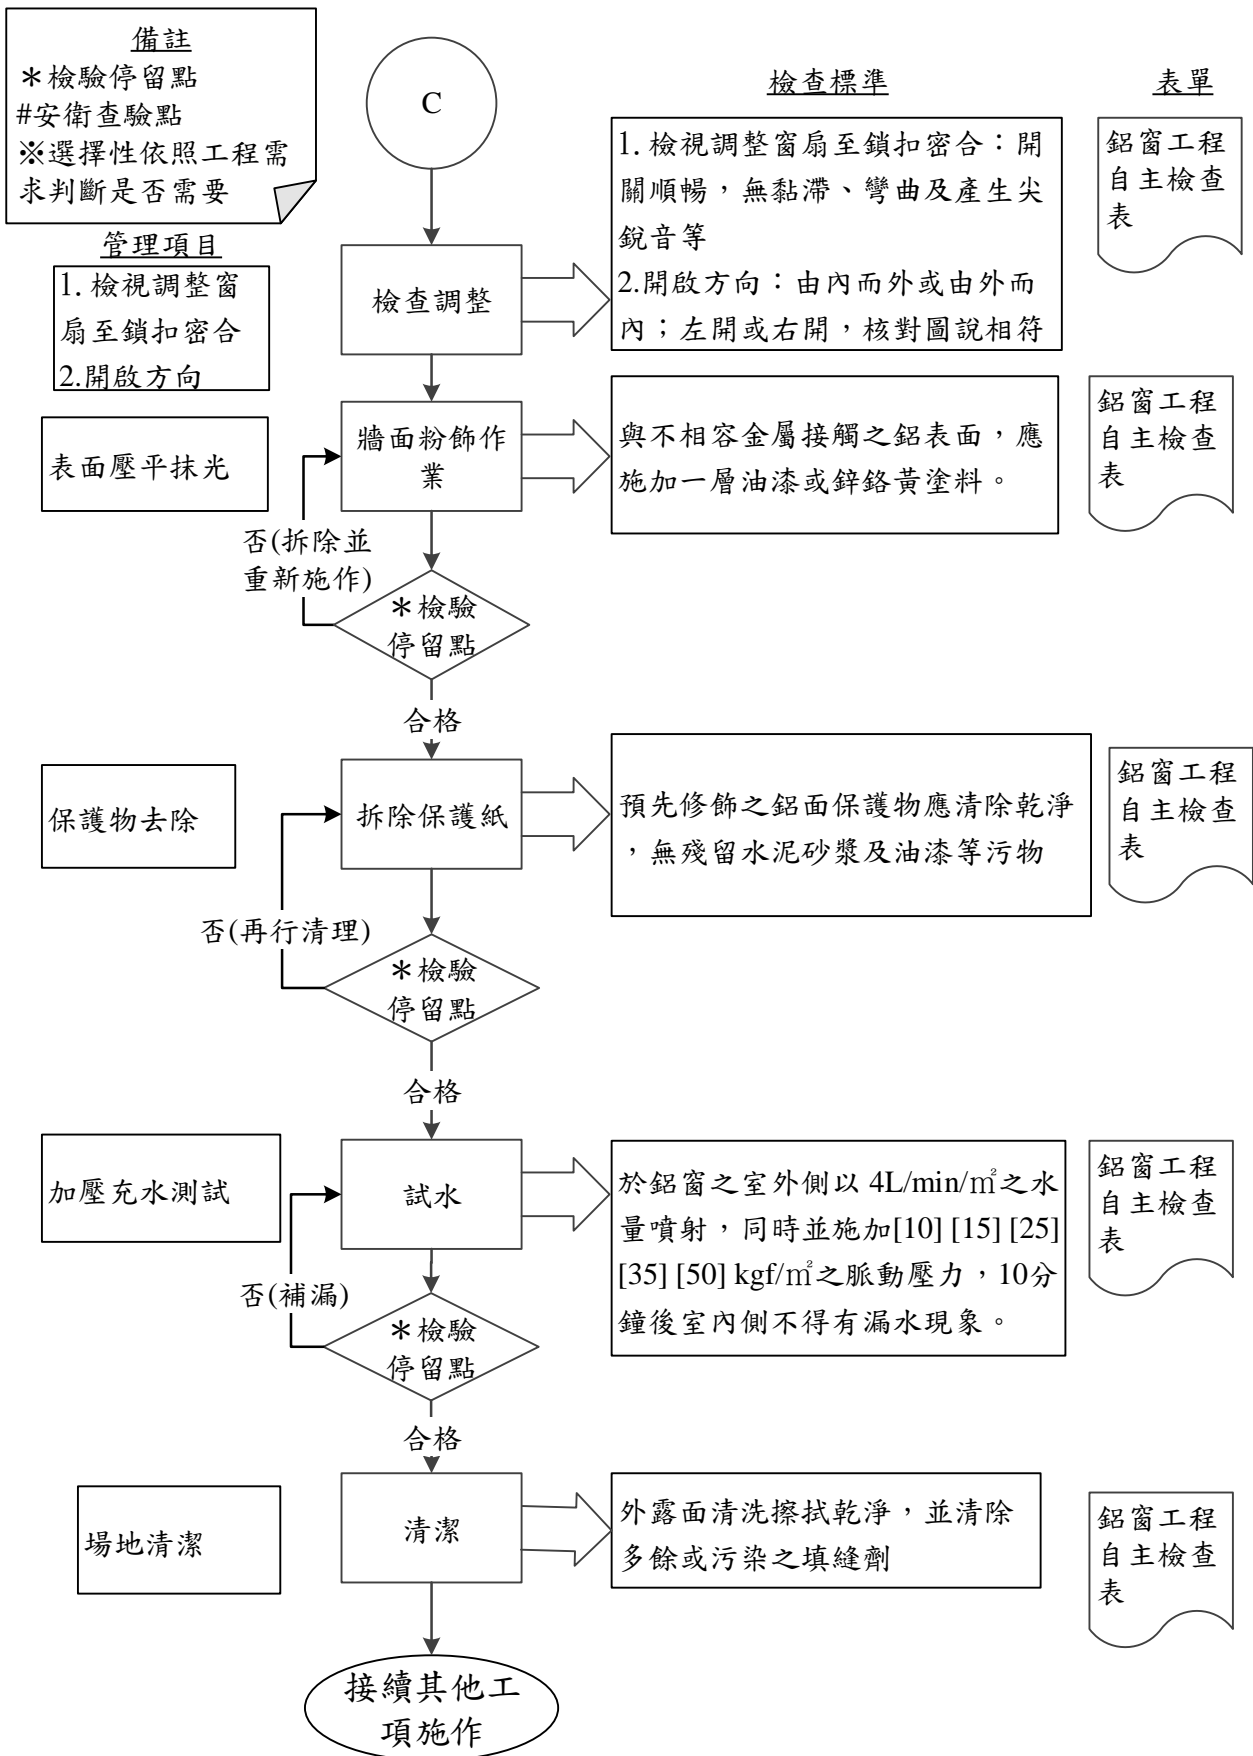 備註
＊檢驗停留點
#安衛查驗點
※選擇性依照工程需
求判斷是否需要
C
檢查標準
表單
管理項目
1. 檢視調整窗
扇至鎖扣密合
2.開啟方向
檢查調整
1. 檢視調整窗扇至鎖扣密合：開
關順暢，無黏滯、彎曲及產生尖
銳音等
2.開啟方向：由內而外或由外而
內；左開或右開，核對圖說相符
鋁窗工程
自主檢查
表
表面壓平抹光
牆面粉飾作
業
與不相容金屬接觸之鋁表面，應
施加一層油漆或鋅鉻黃塗料。
鋁窗工程
自主檢查
表
否(拆除並
重新施作)
＊檢驗
停留點
合格
保護物去除
拆除保護紙
預先修飾之鋁面保護物應清除乾淨
，無殘留水泥砂漿及油漆等污物
鋁窗工程
自主檢查
表
否(再行清理)
＊檢驗
停留點
合格
加壓充水測試
試水
於鋁窗之室外側以 4L/min/㎡之水
量噴射，同時並施加[10] [15] [25]
[35] [50] kgf/㎡之脈動壓力，10分
鐘後室內側不得有漏水現象。
鋁窗工程
自主檢查
表
否(補漏)
＊檢驗
停留點
合格
場地清潔
清潔
外露面清洗擦拭乾淨，並清除
多餘或污染之填縫劑
鋁窗工程
自主檢查
表
接續其他工
項施作